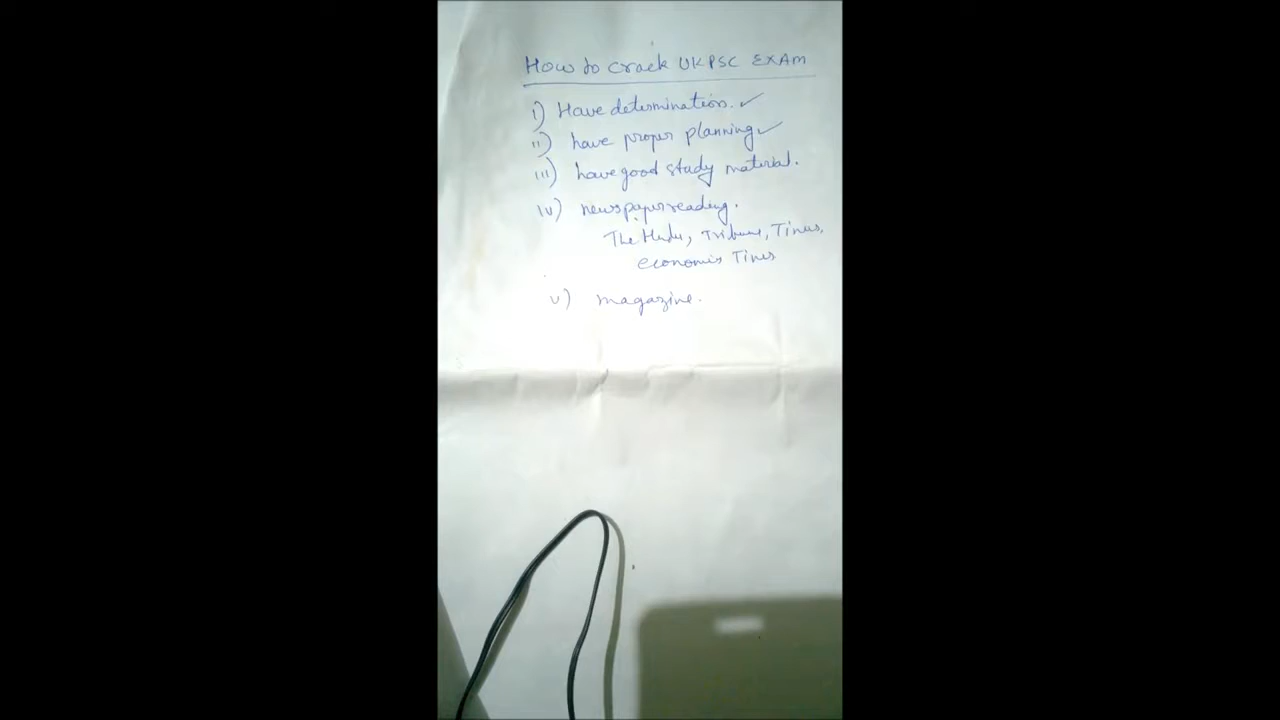 How to crack UKPSC EXAM
i) Have determination. ✓
ii) have proper planning ✓
iii) have good study material.
iv) newspaper reading.
The Hindu, Tribune, Times,
economis Times
v) magazine.